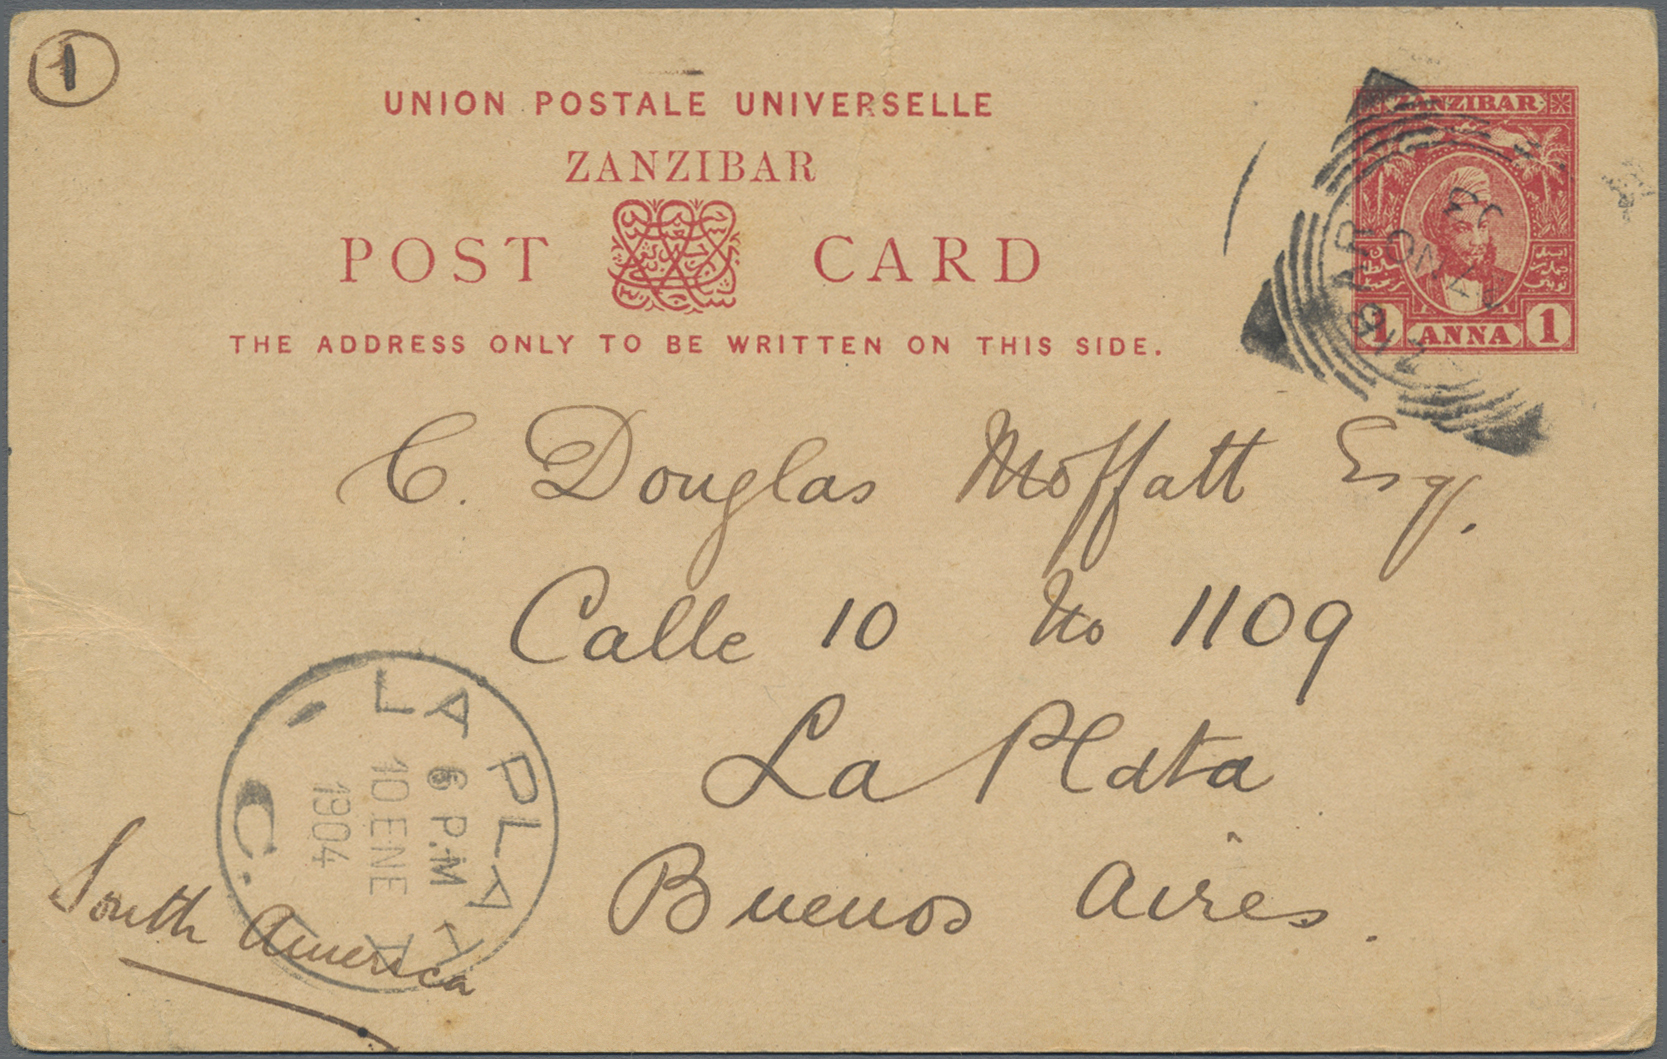 1
UNION POSTALE UNIVERSELLE
ZANZIBAR
POST CARD
THE ADDRESS ONLY TO BE WRITTEN ON THIS SIDE.
ZANZIBAR
1 ANNA 1
C. Douglas Moffatt Esq.
Calle 10 No 1109
La Plata
Buenos Aires.
South America
LA PLATA
6 P.M
10.ENE
1904
C.